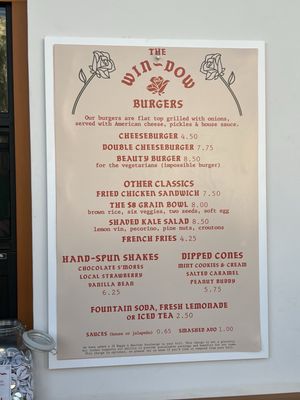 THE
WIN~DOW
BURGERS
Our burgers are flat top grilled with onions,
served with American cheese, pickles & house sauce.
CHEESEBURGER 4.50
DOUBLE CHEESEBURGER 7.75
BEAUTY BURGER 8.50
for the vegetarians (impossible burger)
OTHER CLASSICS
FRIED CHICKEN SANDWICH 7.50
THE $8 GRAIN BOWL 8.00
brown rice, six veggies, two seeds, soft egg
SHAVED KALE SALAD 8.50
lemon vin, pecorino, pine nuts, croutons
FRENCH FRIES 4.25
HAND-SPUN SHAKES
CHOCOLATE S'MORES
LOCAL STRAWBERRY
VANILLA BEAN
6.25
DIPPED CONES
MINT COOKIES & CREAM
SALTED CARAMEL
PEANUT BUDDY
5.75
FOUNTAIN SODA, FRESH LEMONADE
OR ICED TEA 2.50
SAUCES (house or jalapeño) 0.65 SMASHED AVO 1.00